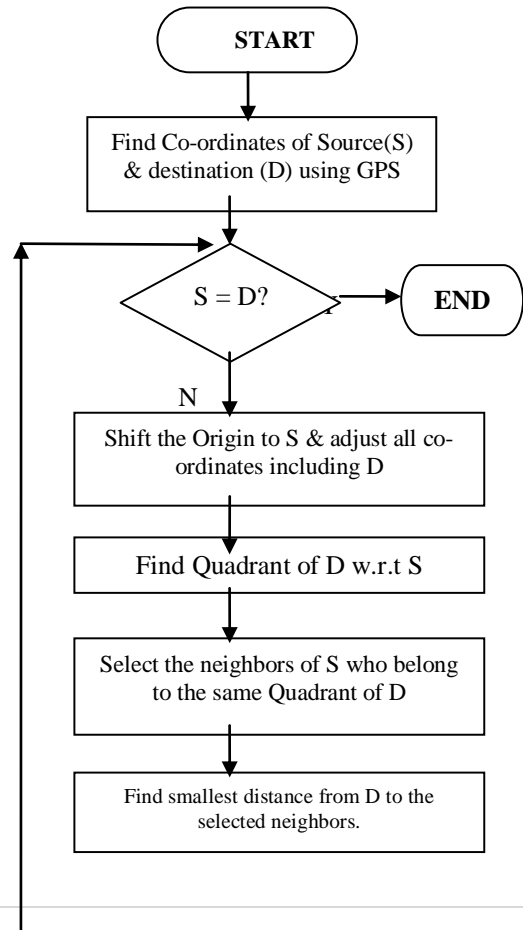 START
Find Co-ordinates of Source(S)
& destination (D) using GPS
S = D?
END
N
Shift the Origin to S & adjust all co-
ordinates including D
Find Quadrant of D w.r.t S
Select the neighbors of S who belong
to the same Quadrant of D
Find smallest distance from D to the
selected neighbors.